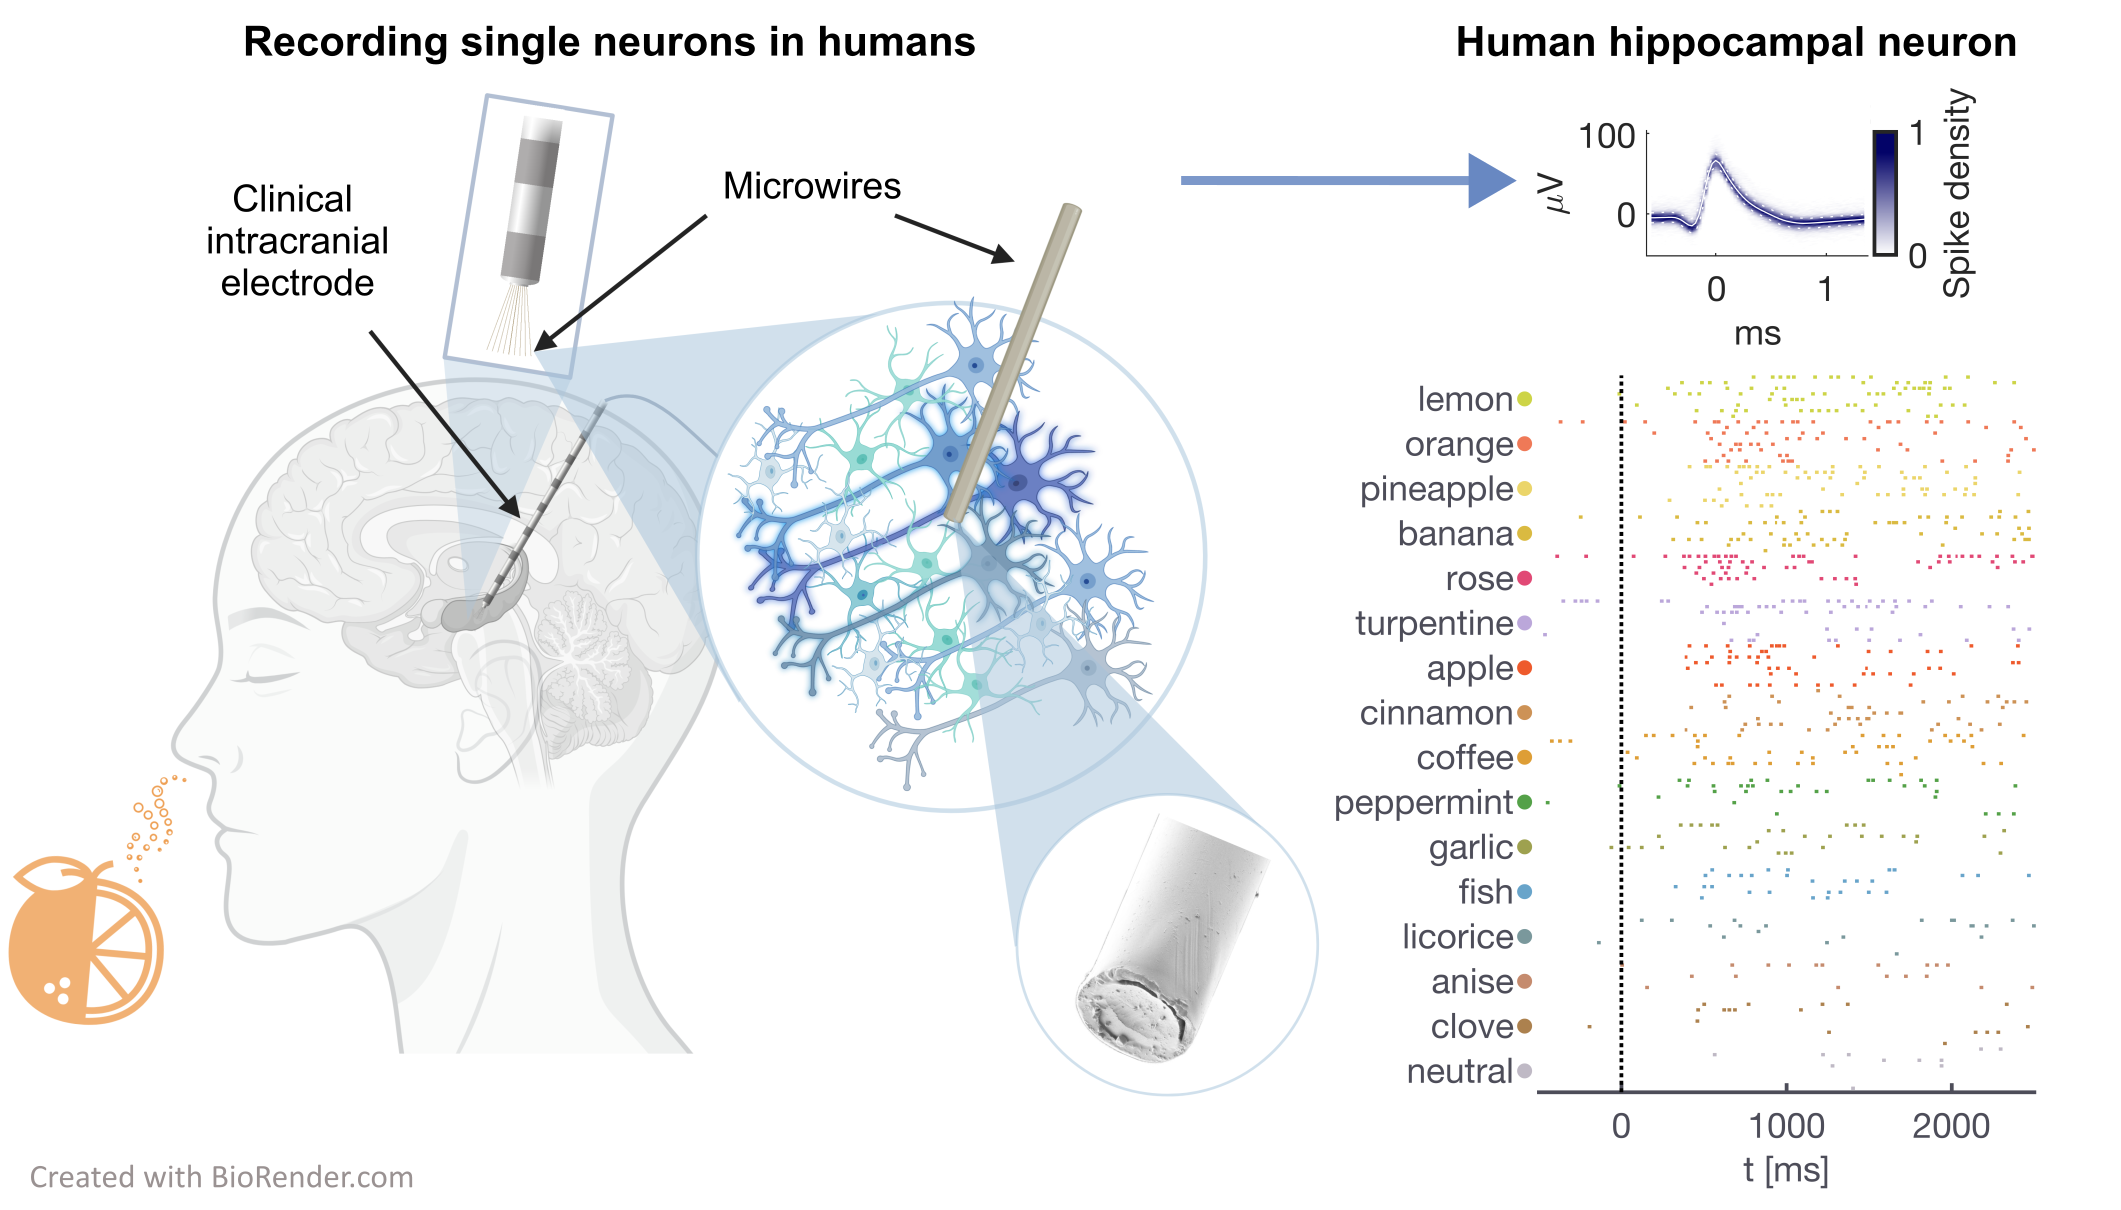 Recording single neurons in humans
Human hippocampal neuron
Clinical
intracranial
electrode
Microwires
100
0
µV
0 1
ms
1
0
Spike density
lemon
orange
pineapple
banana
rose
turpentine
apple
cinnamon
coffee
peppermint
garlic
fish
licorice
anise
clove
neutral
0 1000 2000
t [ms]
Created with BioRender.com